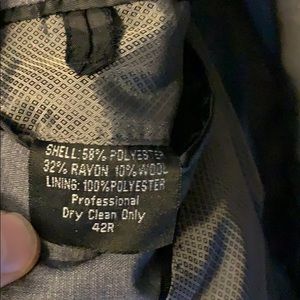 SHELL: 58% POLYESTER
32% RAYON 10% WOOL
LINING: 100% POLYESTER
Professional
Dry Clean Only
42R